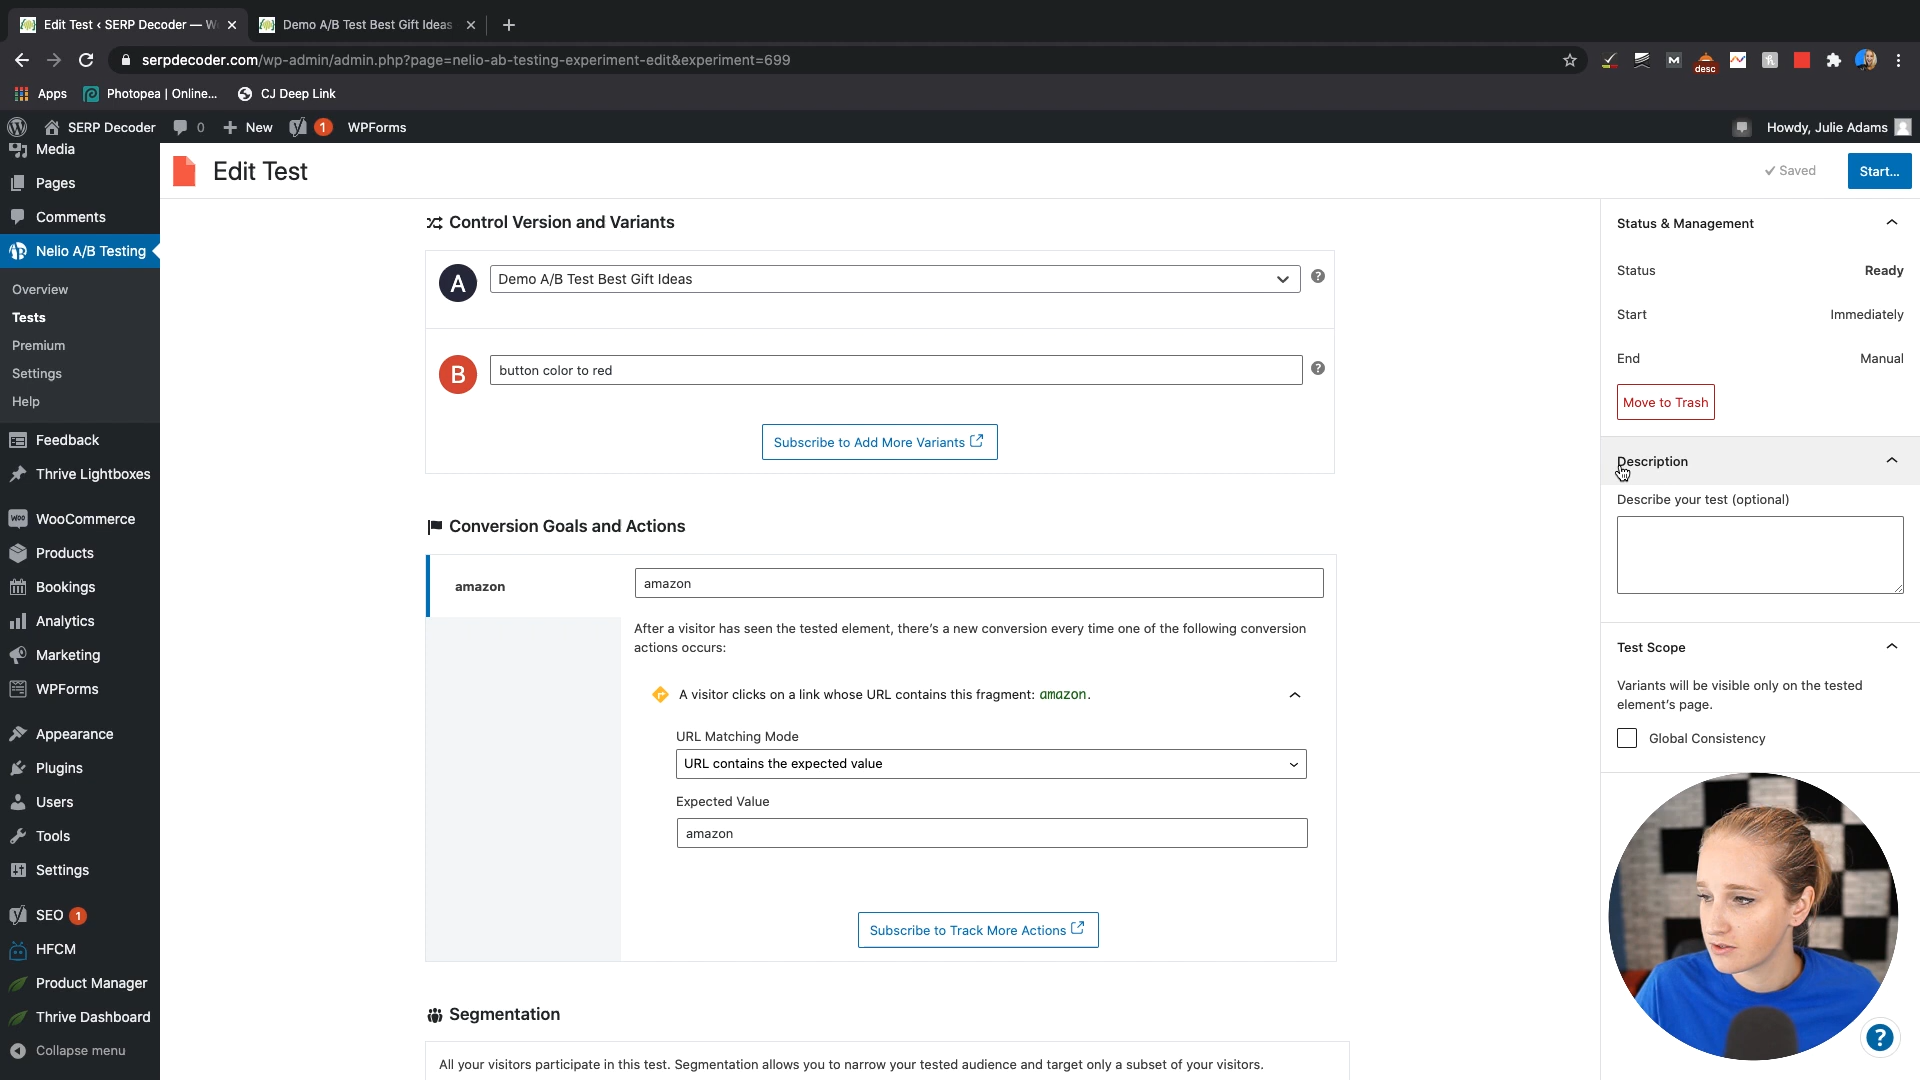 Edit Test < SERP Decoder — W
Demo A/B Test Best Gift Ideas
serpdecoder.com/wp-admin/admin.php?page=nelio-ab-testing-experiment-edit&experiment=699
desc
Apps
Photopea | Online...
CJ Deep Link
SERP Decoder
0
New
1
WPForms
Howdy, Julie Adams
Media
Pages
Comments
Nelio A/B Testing
Overview
Tests
Premium
Settings
Help
Feedback
Thrive Lightboxes
WooCommerce
Products
Bookings
Analytics
Marketing
WPForms
Appearance
Plugins
Users
Tools
Settings
SEO 1
HFCM
Product Manager
Thrive Dashboard
Collapse menu
Edit Test
✓ Saved
Start...
Control Version and Variants
A
Demo A/B Test Best Gift Ideas
B
button color to red
Subscribe to Add More Variants
Conversion Goals and Actions
amazon
amazon
After a visitor has seen the tested element, there's a new conversion every time one of the following conversion
actions occurs:
A visitor clicks on a link whose URL contains this fragment: amazon.
URL Matching Mode
URL contains the expected value
Expected Value
amazon
Subscribe to Track More Actions
Segmentation
All your visitors participate in this test. Segmentation allows you to narrow your tested audience and target only a subset of your visitors.
Status & Management
Status Ready
Start Immediately
End Manual
Move to Trash
Description
Describe your test (optional)
Test Scope
Variants will be visible only on the tested
element's page.
Global Consistency
?